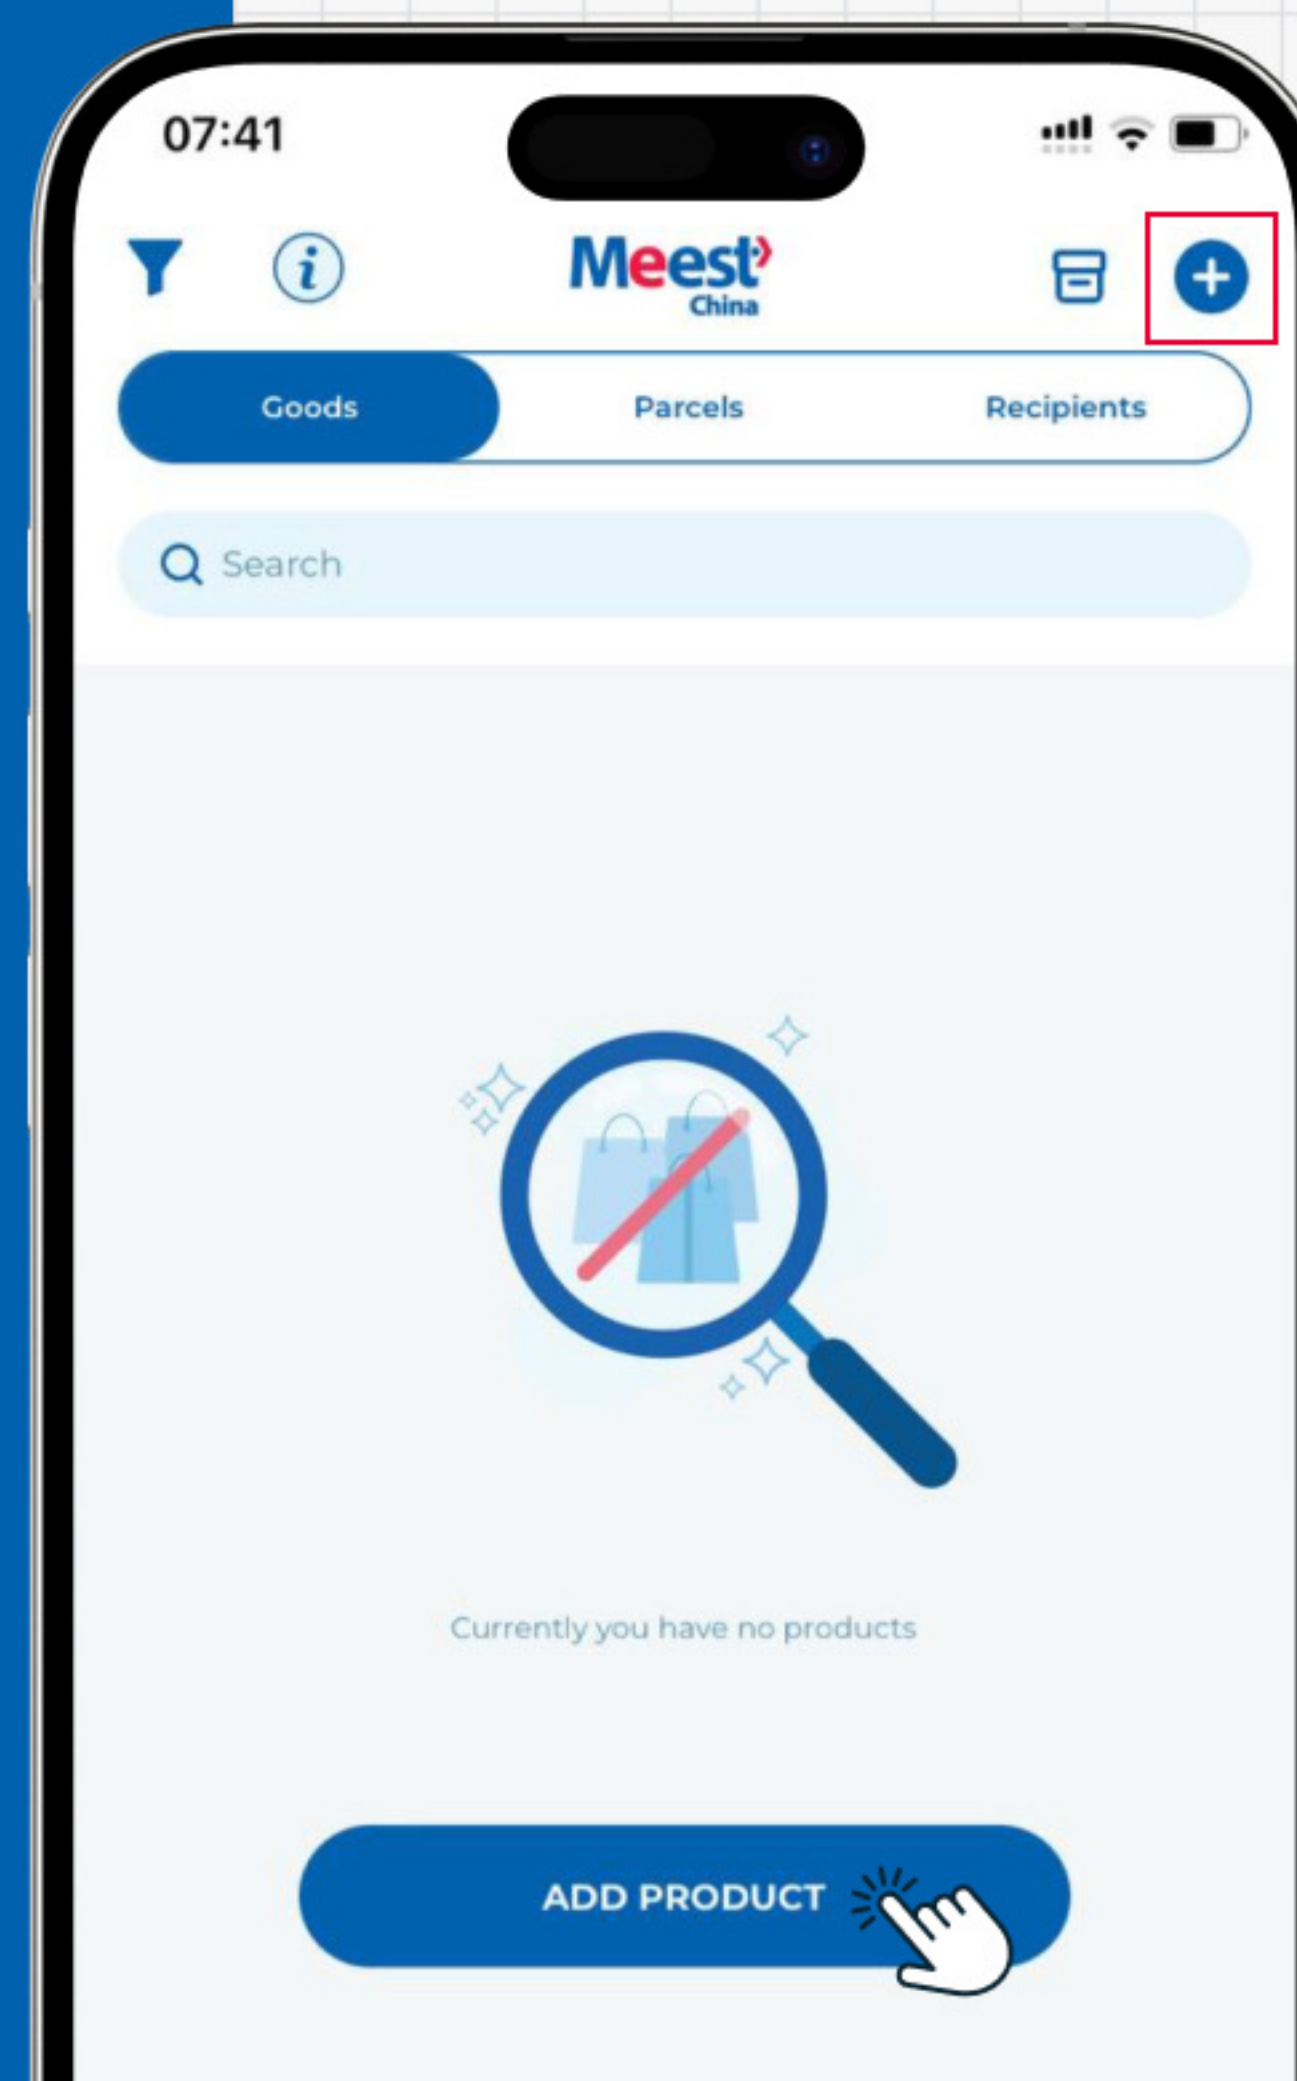 07:41
Meest
China
Goods Parcels Recipients
Search
Currently you have no products
ADD PRODUCT